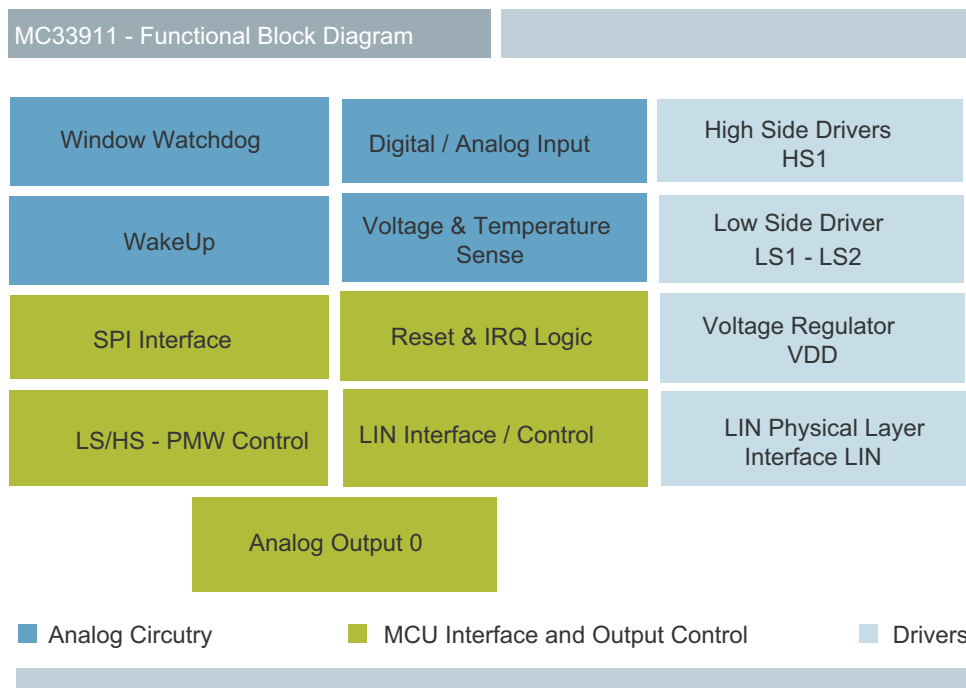 MC33911 - Functional Block Diagram
Window Watchdog
Digital / Analog Input
High Side Drivers
HS1
WakeUp
Voltage & Temperature
Sense
Low Side Driver
LS1 - LS2
SPI Interface
Reset & IRQ Logic
Voltage Regulator
VDD
LS/HS - PMW Control
LIN Interface / Control
LIN Physical Layer
Interface LIN
Analog Output 0
Analog Circutry
MCU Interface and Output Control
Drivers